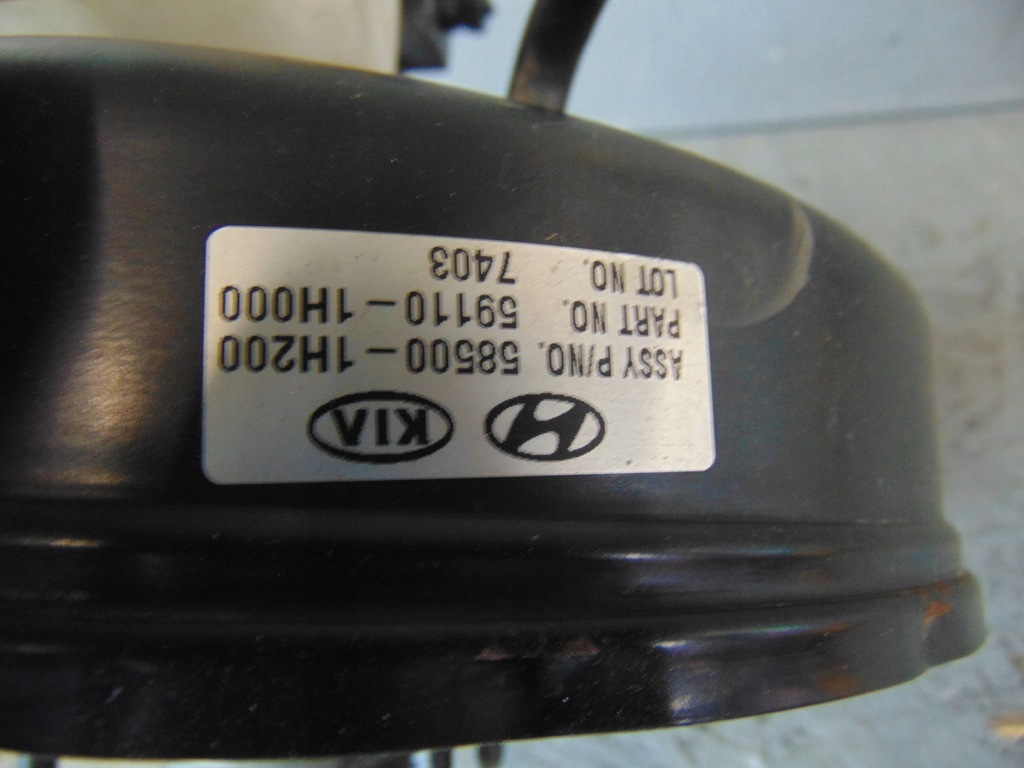 H KIA
ASSY P/NO. 58500-1H200
PART NO. 59110-1H000
LOT NO. 7403